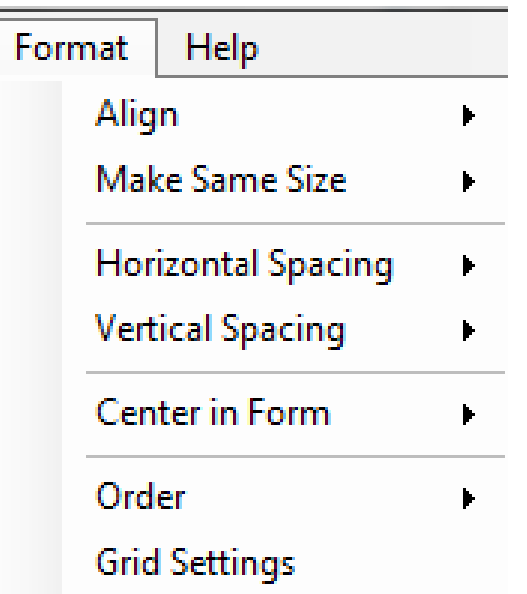 Format Help
Align
Make Same Size
Horizontal Spacing
Vertical Spacing
Center in Form
Order
Grid Settings